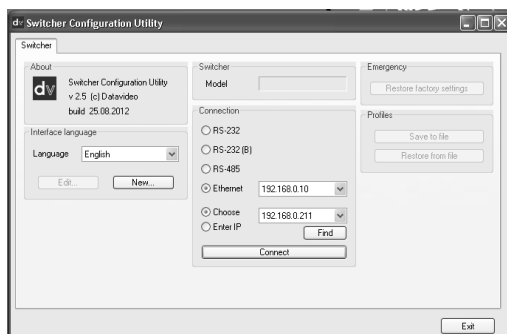 dv Switcher Configuration Utility
Switcher
About
dv
Switcher Configuration Utility
v 2.5 (c) Datavideo
build 25.08.2012
Interface language
Language English
Edit... New...
Switcher
Model
Connection
RS-232
RS-232 (B)
RS-485
Ethernet 192.168.0.10
Choose 192.168.0.211
Enter IP
Find
Connect
Emergency
Restore factory settings
Profiles
Save to file
Restore from file
Exit